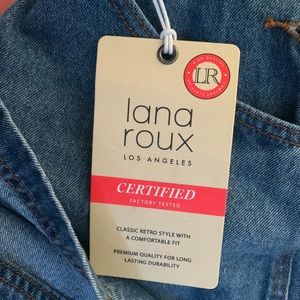 LR
lana
roux
LOS ANGELES
CERTIFIED
FACTORY TESTED
CLASSIC RETRO STYLE WITH
A COMFORTABLE FIT
PREMIUM QUALITY FOR LONG
LASTING DURABILITY